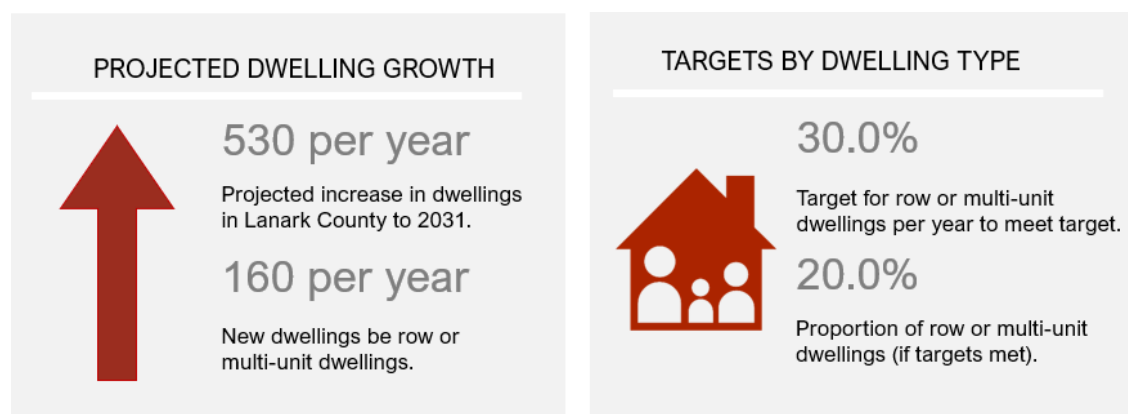 PROJECTED DWELLING GROWTH
530 per year
Projected increase in dwellings
in Lanark County to 2031.
160 per year
New dwellings be row or
multi-unit dwellings.
TARGETS BY DWELLING TYPE
30.0%
Target for row or multi-unit
dwellings per year to meet target.
20.0%
Proportion of row or multi-unit
dwellings (if targets met).